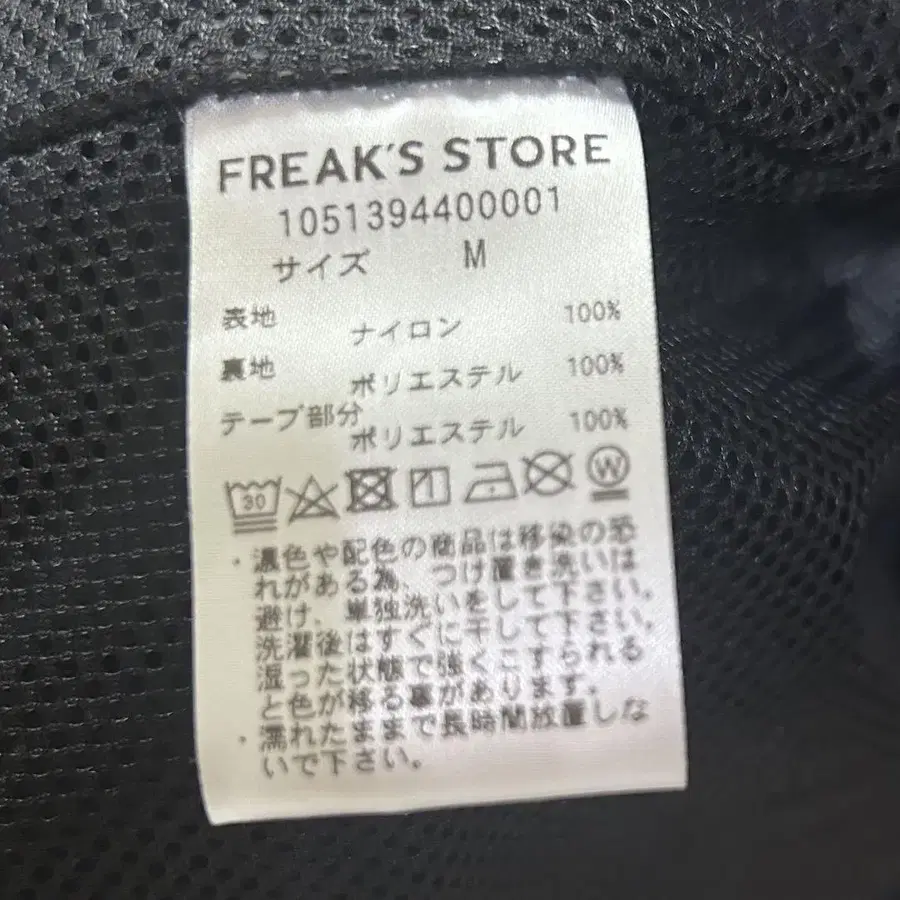 FREAK'S STORE
1051394400001
サイズ M
表地 ナイロン 100%
裏地 ポリエステル 100%
テープ部分 ポリエステル 100%
30 W
・濃色や配色の商品は移染の恐
れがある為、つけ置き洗いは
避け、単独洗いをして下さい。
洗濯後はすぐに干して下さい。
湿った状態で強くこすられる
と色が移る事があります。
・濡れたままで長時間放置しな
いで下さい。